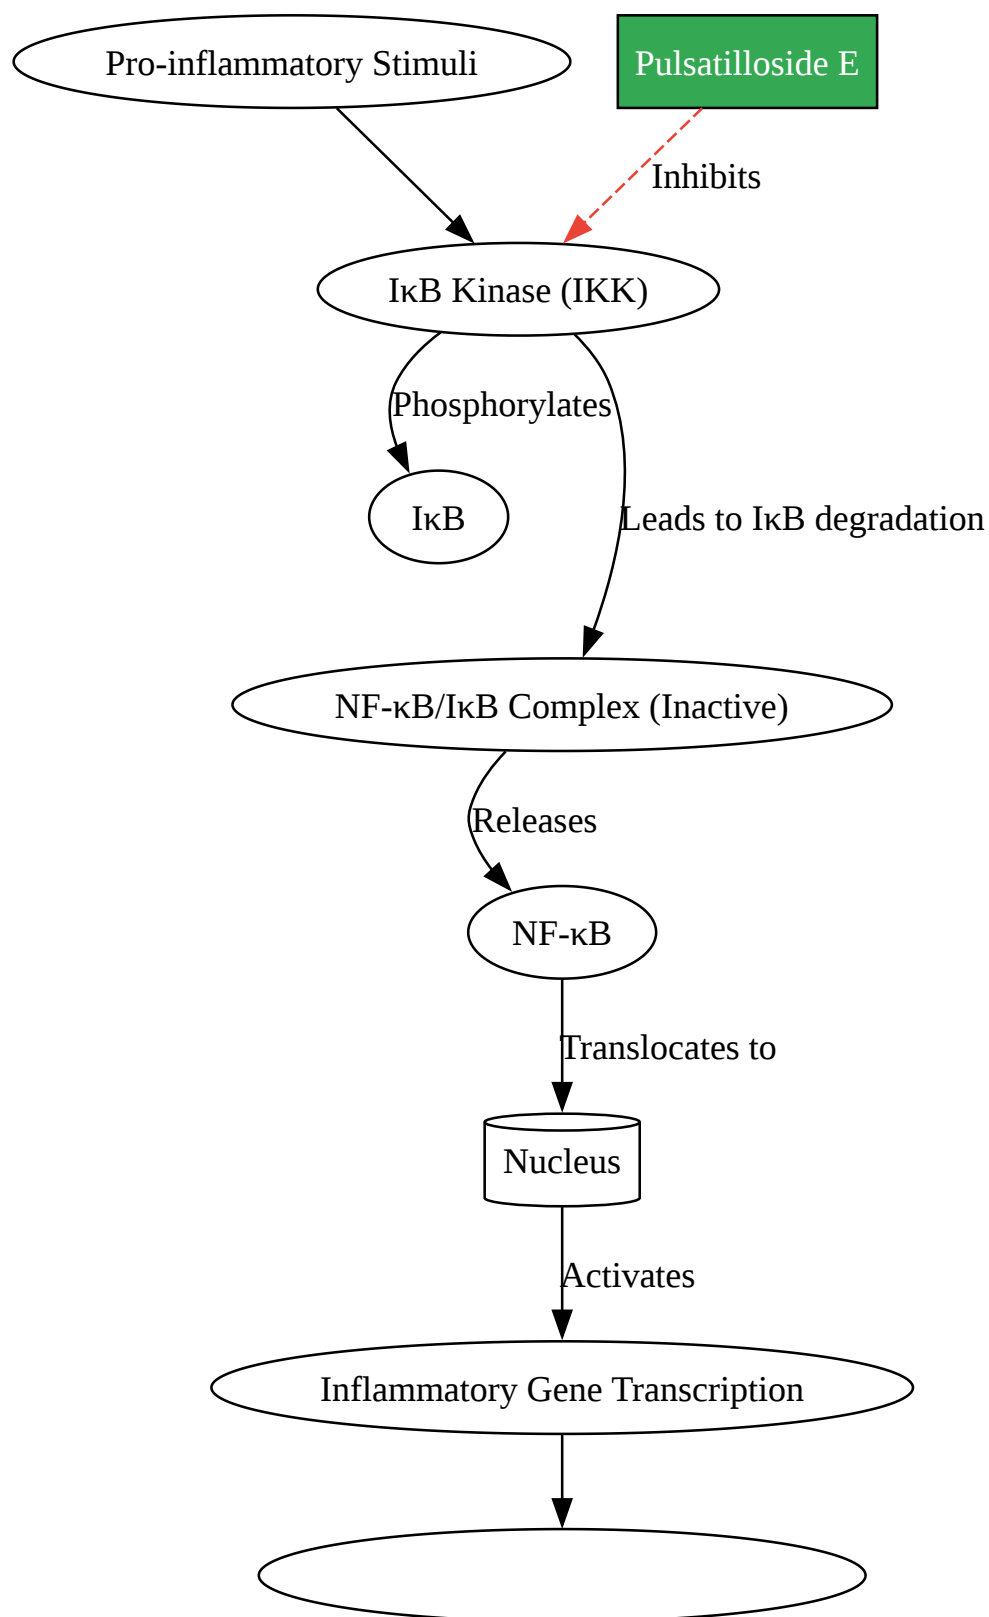 Pro-inflammatory Stimuli
Pulsatilloside E
Inhibits
IκB Kinase (IKK)
Phosphorylates
IκB
Leads to IκB degradation
NF-κB/IκB Complex (Inactive)
Releases
NF-κB
Translocates to
Nucleus
Activates
Inflammatory Gene Transcription